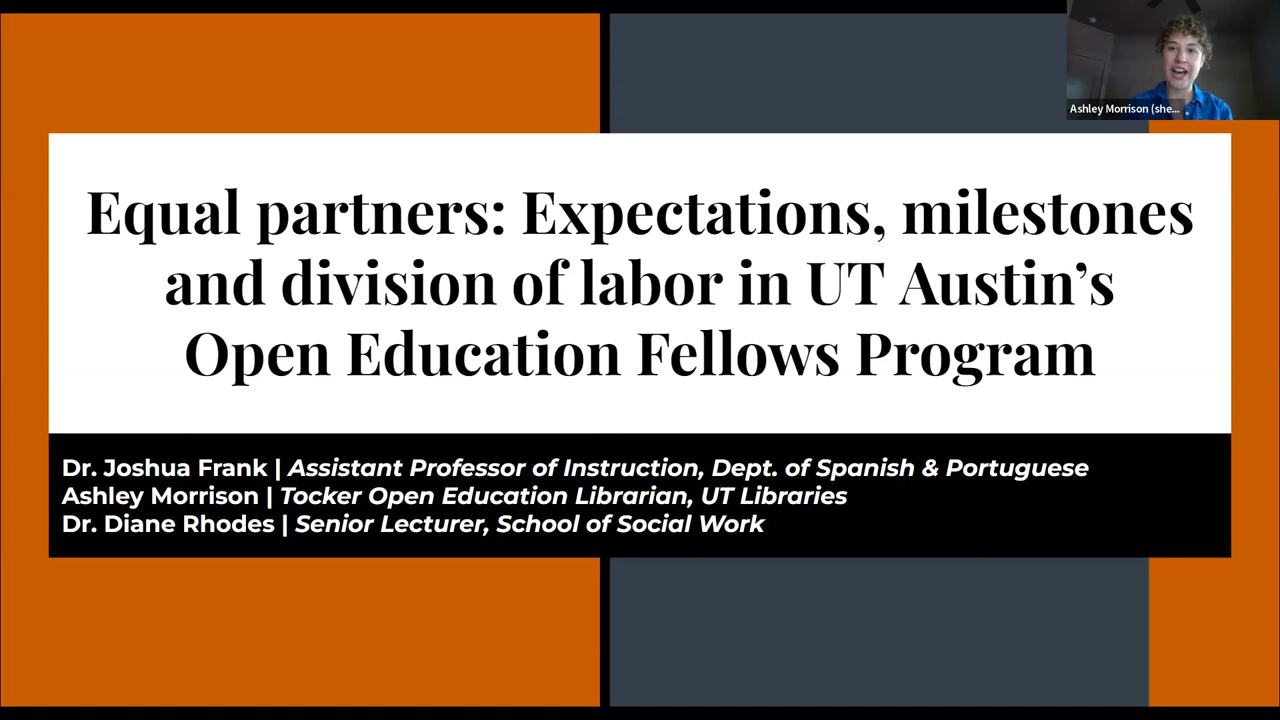 Ashley Morrison (she...
Equal partners: Expectations, milestones
and division of labor in UT Austin’s
Open Education Fellows Program
Dr. Joshua Frank | Assistant Professor of Instruction, Dept. of Spanish & Portuguese
Ashley Morrison | Tocker Open Education Librarian, UT Libraries
Dr. Diane Rhodes | Senior Lecturer, School of Social Work